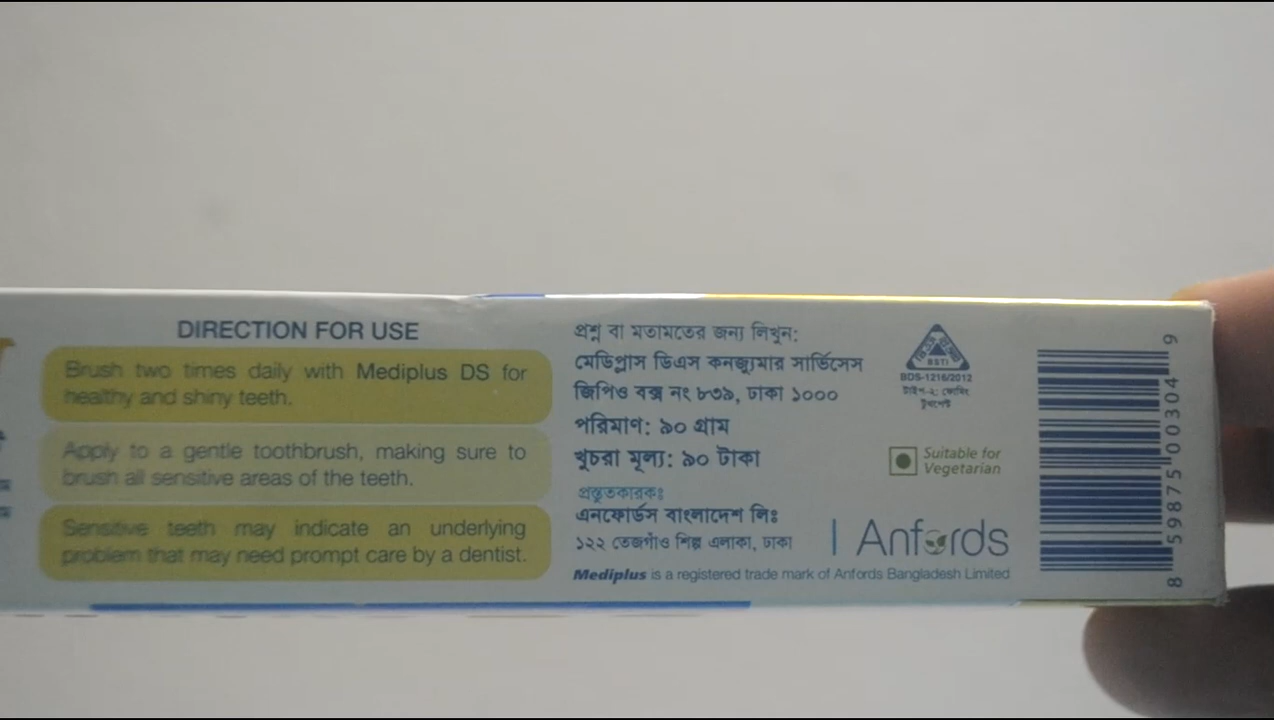 DIRECTION FOR USE
Brush two times daily with Mediplus DS for
healthy and shiny teeth.
Apply to a gentle toothbrush, making sure to
brush all sensitive areas of the teeth.
Sensitive teeth may indicate an underlying
problem that may need prompt care by a dentist.
প্রশ্ন বা মতামতের জন্য লিখুন:
মেডিপ্লাস ডিএস কনজ্যুমার সার্ভিসেস
জিপিও বক্স নং ৮৩৯, ঢাকা ১০০০
পরিমাণ: ৯০ গ্রাম
খুচরা মূল্য: ৯০ টাকা
প্রস্তুতকারকঃ
এনফোর্ডস বাংলাদেশ লিঃ
১২২ তেজগাঁও শিল্প এলাকা, ঢাকা
Mediplus is a registered trade mark of Anfords Bangladesh Limited
BSTI
BDS-1216/2012
টাইপ-২: ফোমিং
টুথপেস্ট
Suitable for
Vegetarian
Anfords
8 59875 00304 9